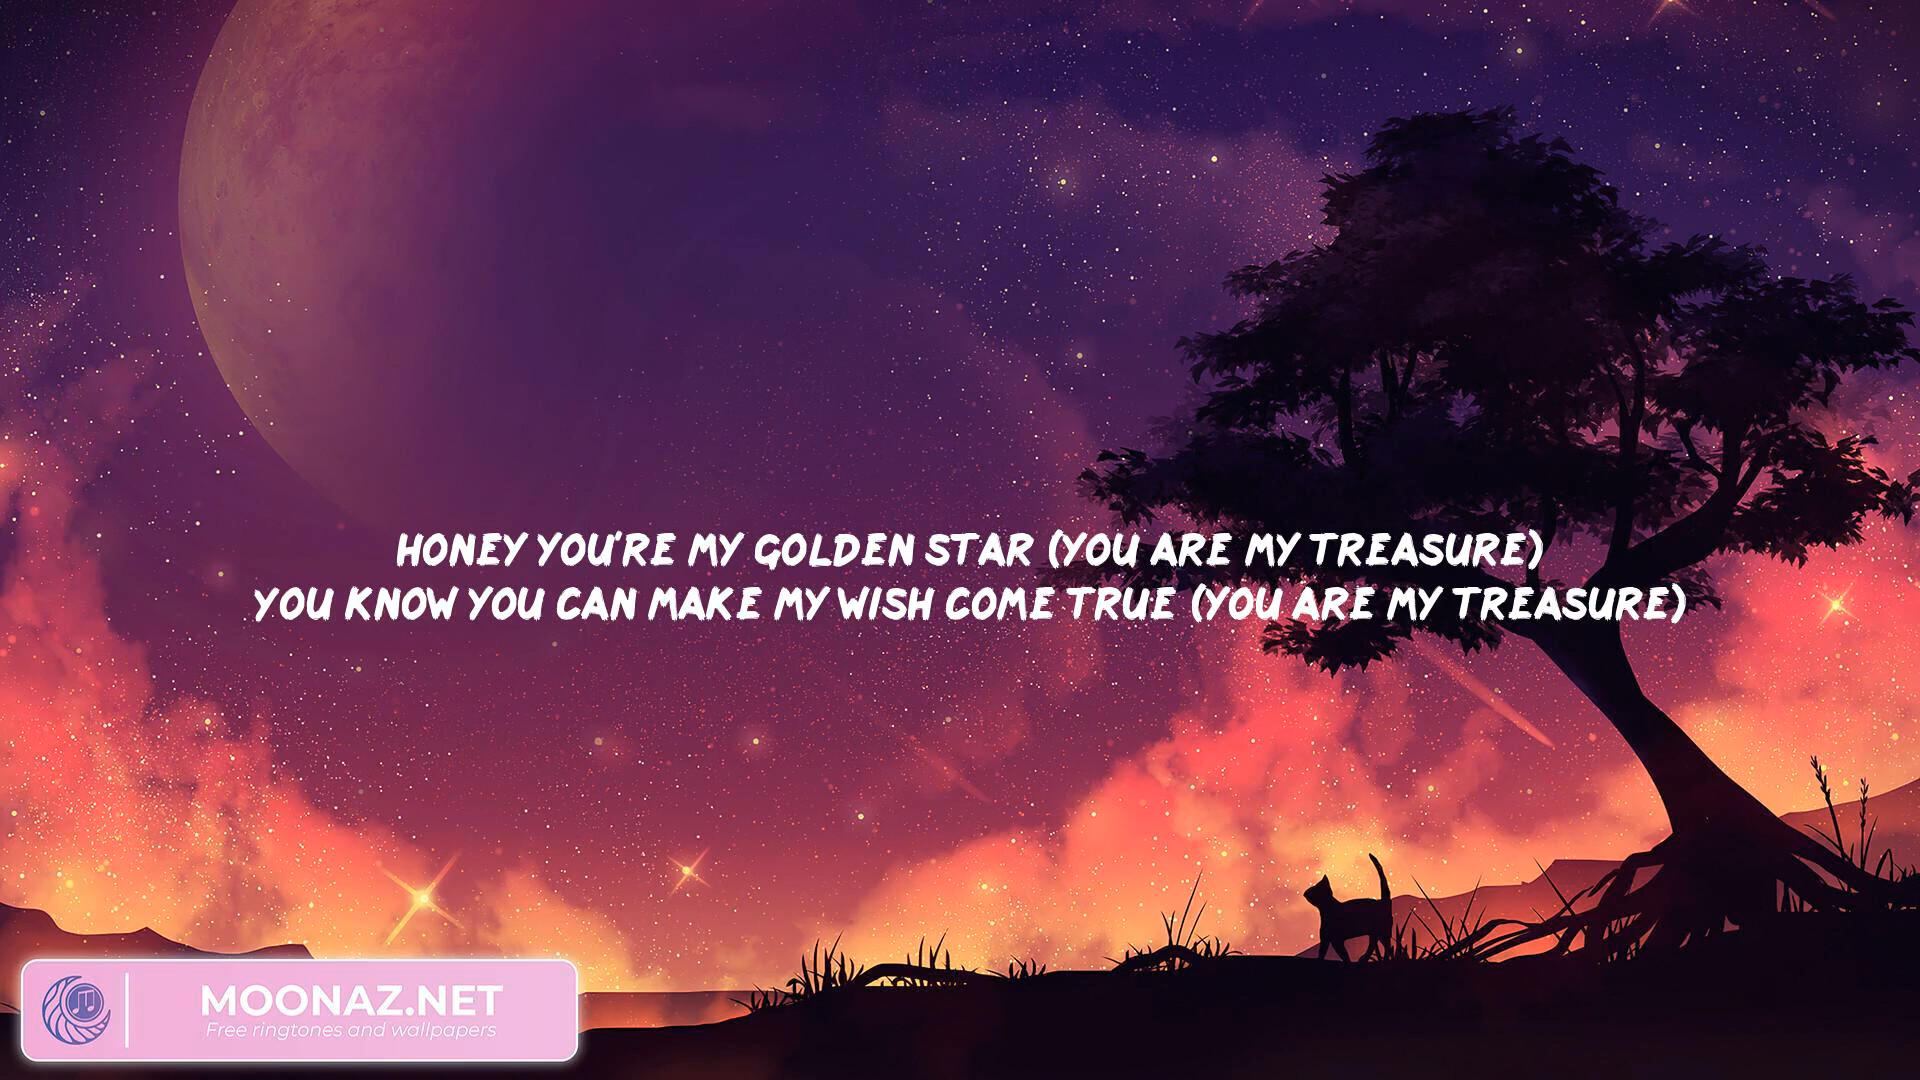 HONEY YOU'RE MY GOLDEN STAR (YOU ARE MY TREASURE)
YOU KNOW YOU CAN MAKE MY WISH COME TRUE (YOU ARE MY TREASURE)
MOONAZ.NET
Free ringtones and wallpapers